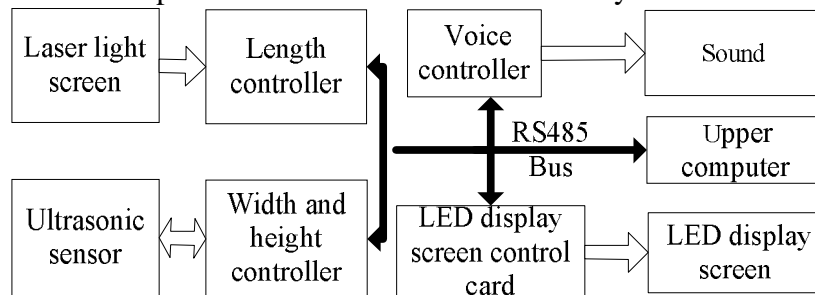 Laser light
screen
Length
controller
Voice
controller
Sound
RS485
Bus
Upper
computer
Ultrasonic
sensor
Width and
height
controller
LED display
screen control
card
LED display
screen